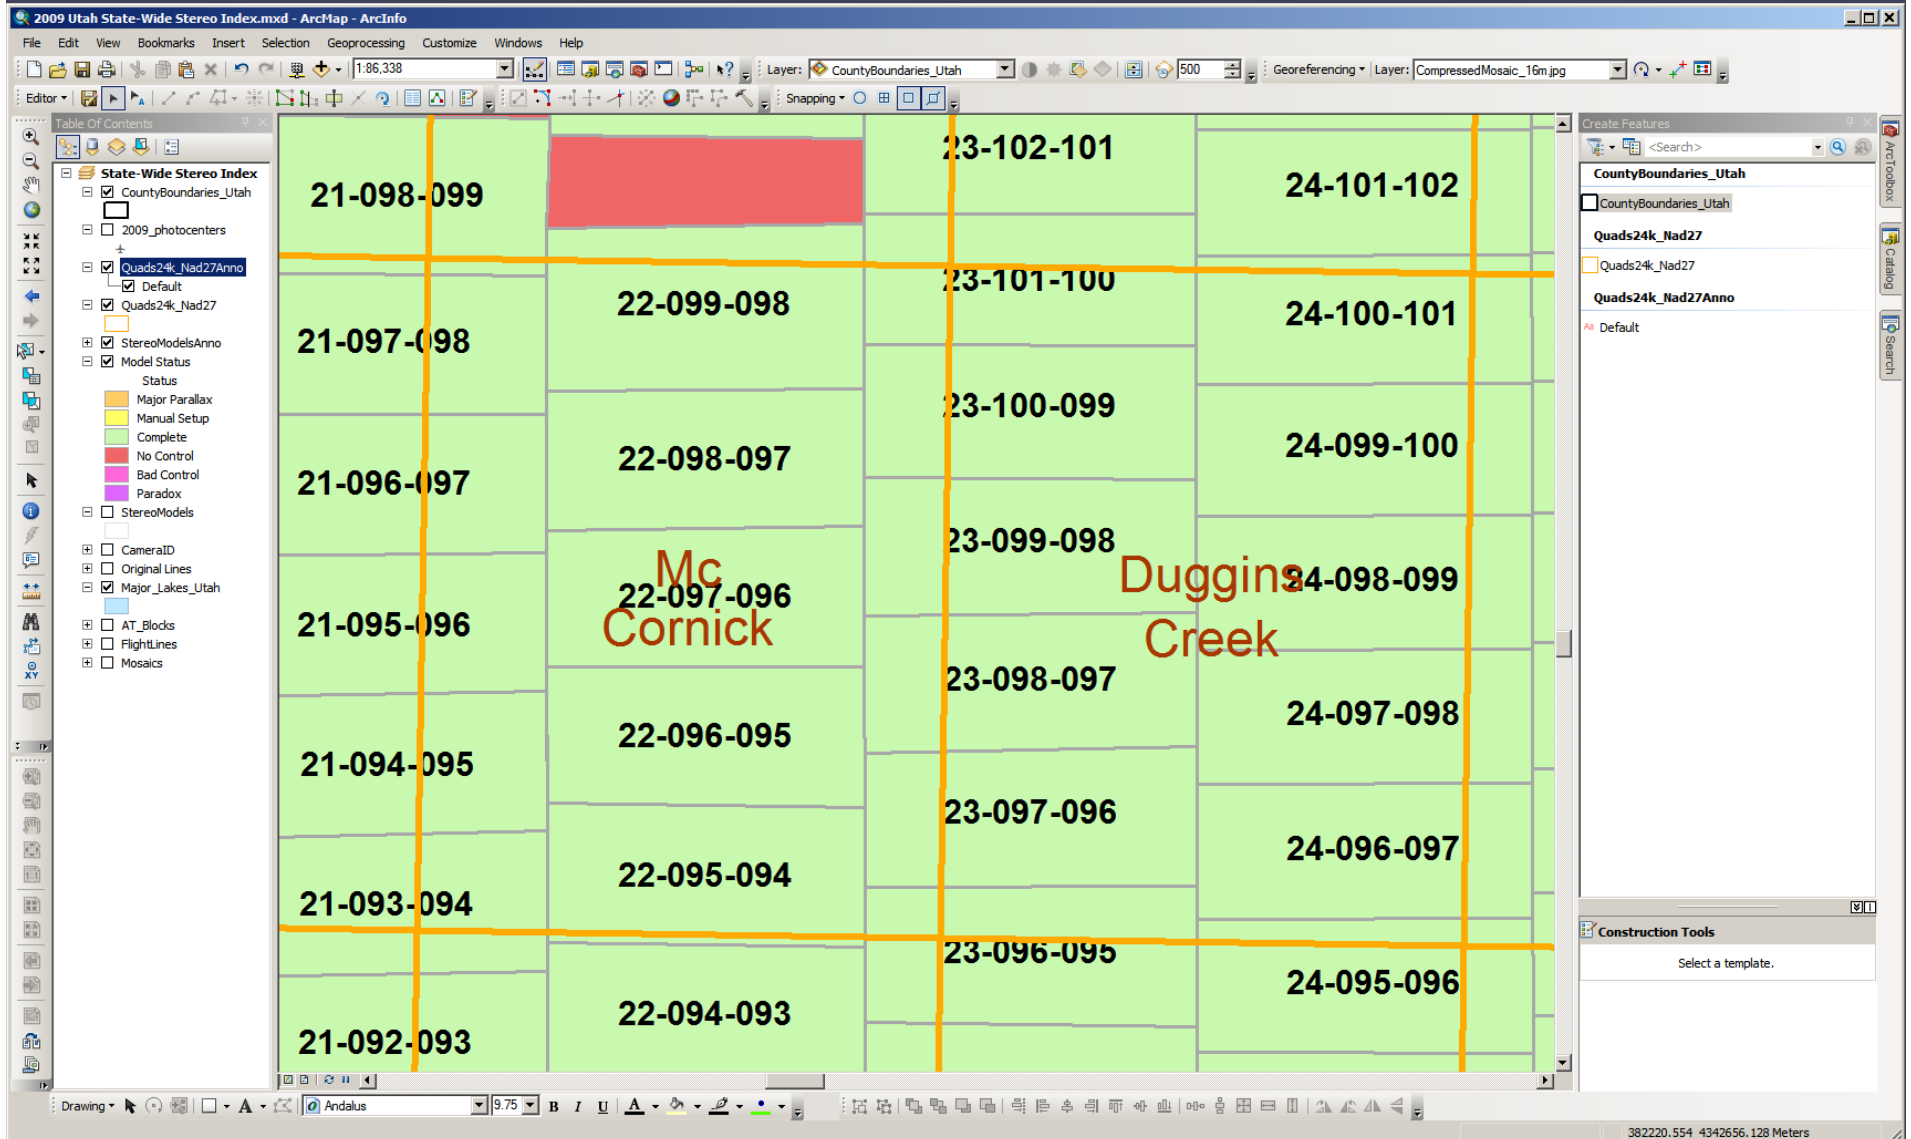 2009 Utah State-Wide Stereo Index.mxd - ArcMap - ArcInfo
File Edit View Bookmarks Insert Selection Geoprocessing Customize Windows Help
1:86,338 Layer: CountyBoundaries_Utah 500 Georeferencing Layer: CompressedMosaic_16m.jpg
Editor Snapping
Table Of Contents
State-Wide Stereo Index
CountyBoundaries_Utah
2009_photocenters
Quads24k_Nad27Anno
Default
Quads24k_Nad27
StereoModelsAnno
Model Status
Status
Major Parallax
Manual Setup
Complete
No Control
Bad Control
Paradox
StereoModels
CameraID
Original Lines
Major_Lakes_Utah
AT_Blocks
FlightLines
Mosaics
21-098-099
21-097-098
21-096-097
21-095-096
21-094-095
21-093-094
21-092-093
22-099-098
22-098-097
Mc
22-097-096
Cornick
22-096-095
22-095-094
22-094-093
23-102-101
23-101-100
23-100-099
23-099-098
23-098-097
23-097-096
23-096-095
Duggins
Creek
24-101-102
24-100-101
24-099-100
24-098-099
24-097-098
24-096-097
24-095-096
Create Features
<Search>
CountyBoundaries_Utah
CountyBoundaries_Utah
Quads24k_Nad27
Quads24k_Nad27
Quads24k_Nad27Anno
Aa Default
Construction Tools
Select a template.
ArcToolbox
Catalog
Search
Drawing A Andalus 9.75 B I U A
382220.554 4342656.128 Meters